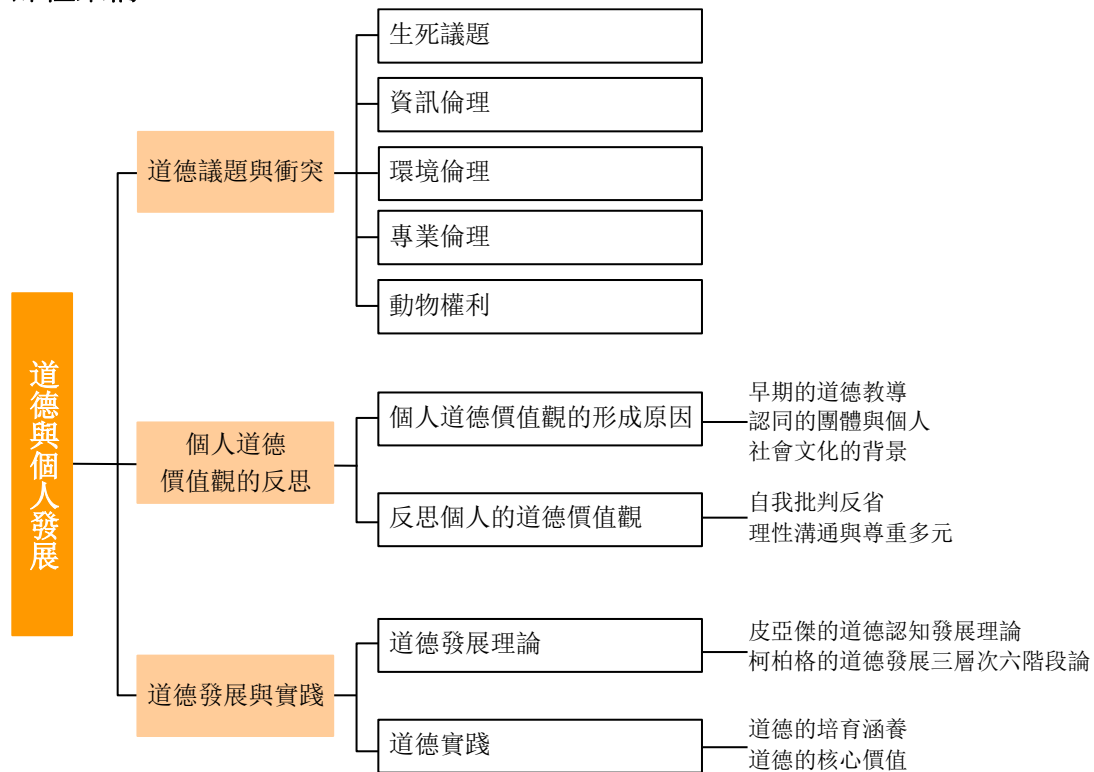 生死議題
資訊倫理
道德議題與衝突
環境倫理
專業倫理
動物權利
道德與個人發展
個人道德
價值觀的反思
個人道德價值觀的形成原因
早期的道德教導
認同的團體與個人
社會文化的背景
反思個人的道德價值觀
自我批判反省
理性溝通與尊重多元
道德發展與實踐
道德發展理論
皮亞傑的道德認知發展理論
柯柏格的道德發展三層次六階段論
道德實踐
道德的培育涵養
道德的核心價值